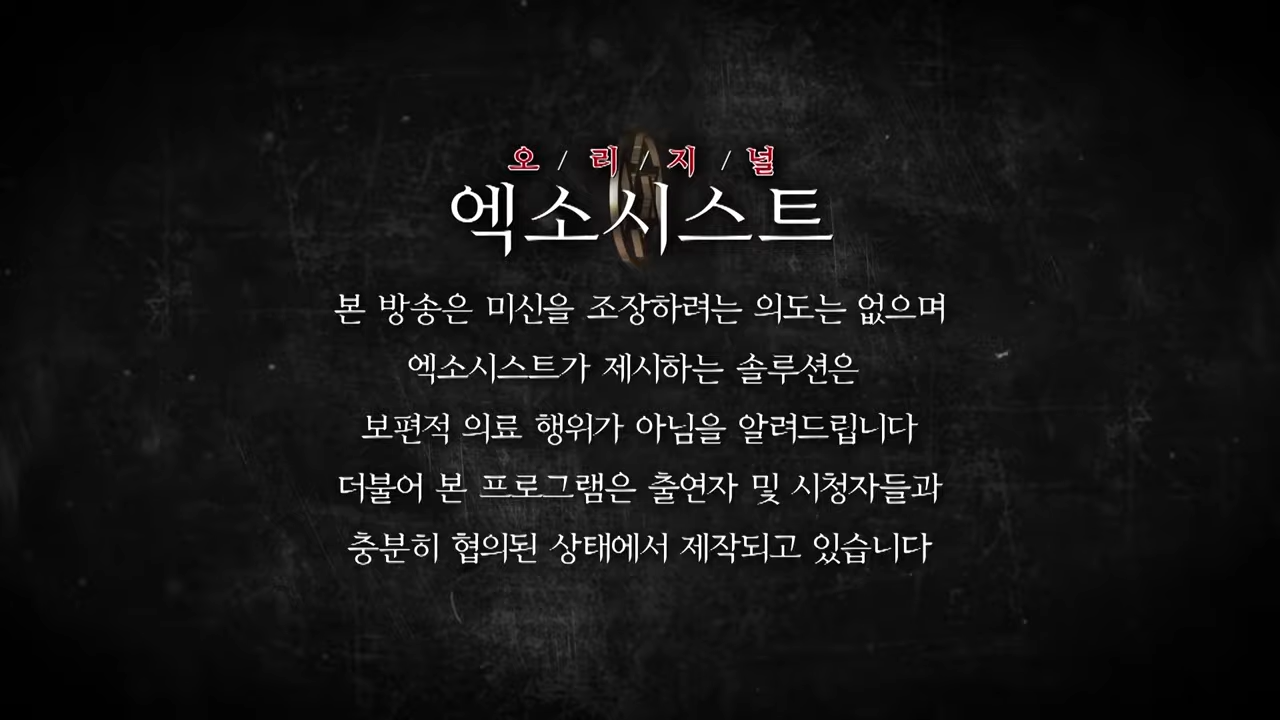 오/리/지/널
엑소시스트
본 방송은 미신을 조장하려는 의도는 없으며
엑소시스트가 제시하는 솔루션은
보편적 의료 행위가 아님을 알려드립니다
더불어 본 프로그램은 출연자 및 시청자들과
충분히 협의된 상태에서 제작되고 있습니다